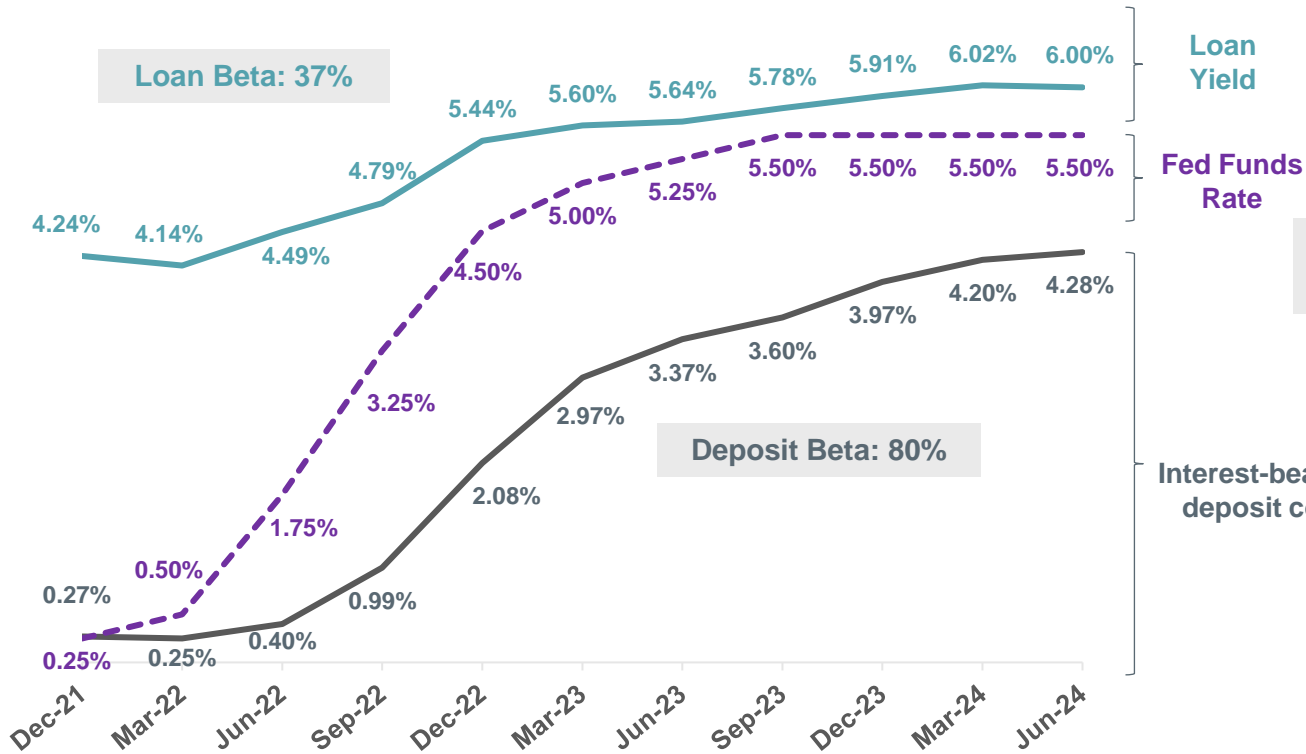 Loan Beta: 37%
Loan
Yield
4.24%
4.14%
4.49%
4.79%
5.44%
5.60%
5.64%
5.78%
5.91%
6.02%
6.00%
Fed Funds
Rate
0.25%
0.50%
1.75%
3.25%
4.50%
5.00%
5.25%
5.50%
5.50%
5.50%
5.50%
0.27%
0.25%
0.40%
0.99%
2.08%
2.97%
3.37%
3.60%
3.97%
4.20%
4.28%
Deposit Beta: 80%
Interest-bea
deposit c
Dec-21
Mar-22
Jun-22
Sep-22
Dec-22
Mar-23
Jun-23
Sep-23
Dec-23
Mar-24
Jun-24